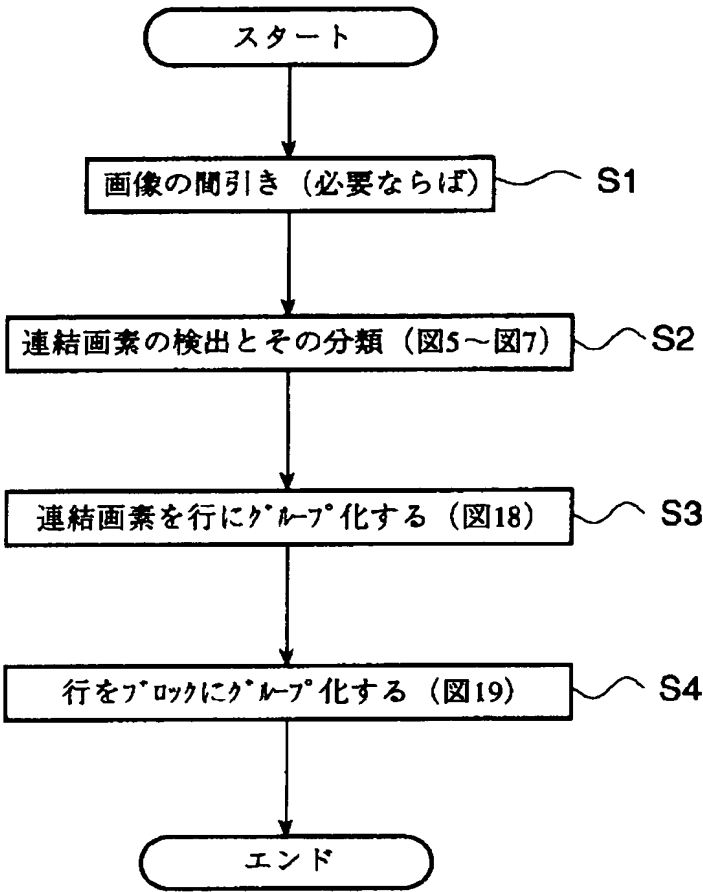 スタート
画像の間引き（必要ならば） S1
連結画素の検出とその分類（図5～図7） S2
連結画素を行にｸﾞﾙｰﾌﾟ化する（図18） S3
行をﾌﾞﾛｯｸにｸﾞﾙｰﾌﾟ化する（図19） S4
エンド